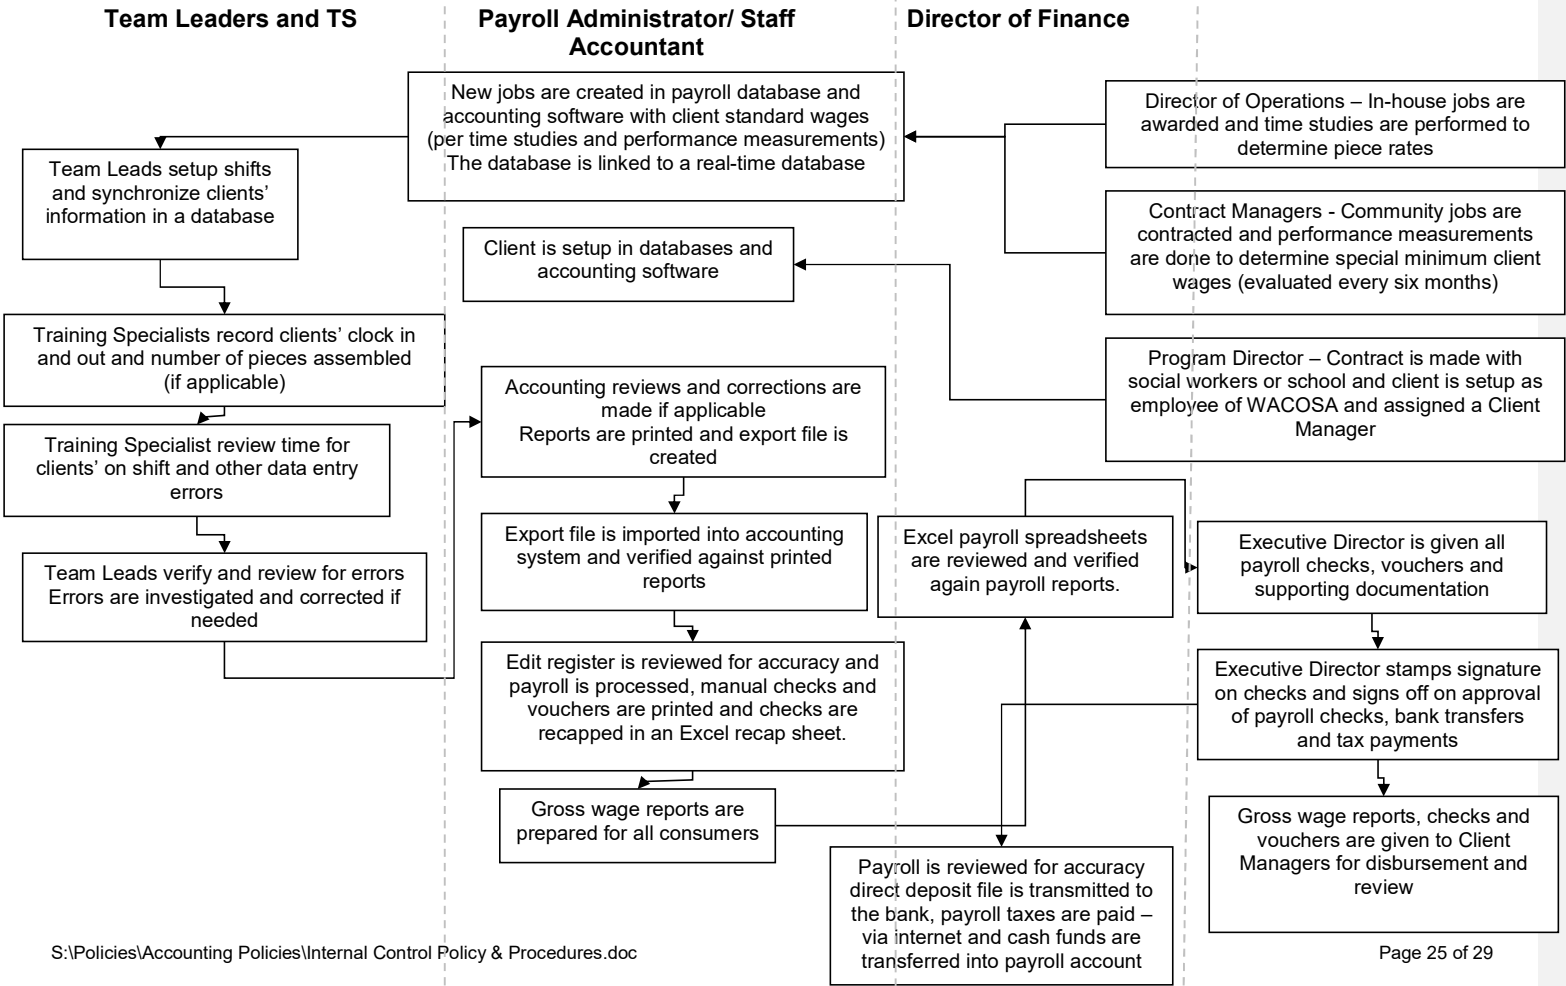 Team Leaders and TS
Payroll Administrator/ Staff
Accountant
Director of Finance
New jobs are created in payroll database and
accounting software with client standard wages
(per time studies and performance measurements)
The database is linked to a real-time database
Director of Operations – In-house jobs are
awarded and time studies are performed to
determine piece rates
Team Leads setup shifts
and synchronize clients’
information in a database
Contract Managers - Community jobs are
contracted and performance measurements
are done to determine special minimum client
wages (evaluated every six months)
Client is setup in databases and
accounting software
Training Specialists record clients’ clock in
and out and number of pieces assembled
(if applicable)
Program Director – Contract is made with
social workers or school and client is setup as
employee of WACOSA and assigned a Client
Manager
Accounting reviews and corrections are
made if applicable
Reports are printed and export file is
created
Training Specialist review time for
clients’ on shift and other data entry
errors
Export file is imported into accounting
system and verified against printed
reports
Excel payroll spreadsheets
are reviewed and verified
again payroll reports.
Executive Director is given all
payroll checks, vouchers and
supporting documentation
Team Leads verify and review for errors
Errors are investigated and corrected if
needed
Edit register is reviewed for accuracy and
payroll is processed, manual checks and
vouchers are printed and checks are
recapped in an Excel recap sheet.
Executive Director stamps signature
on checks and signs off on approval
of payroll checks, bank transfers
and tax payments
Gross wage reports are
prepared for all consumers
Gross wage reports, checks and
vouchers are given to Client
Managers for disbursement and
review
Payroll is reviewed for accuracy
direct deposit file is transmitted to
the bank, payroll taxes are paid –
via internet and cash funds are
transferred into payroll account
S:\Policies\Accounting Policies\Internal Control Policy & Procedures.doc
Page 25 of 29